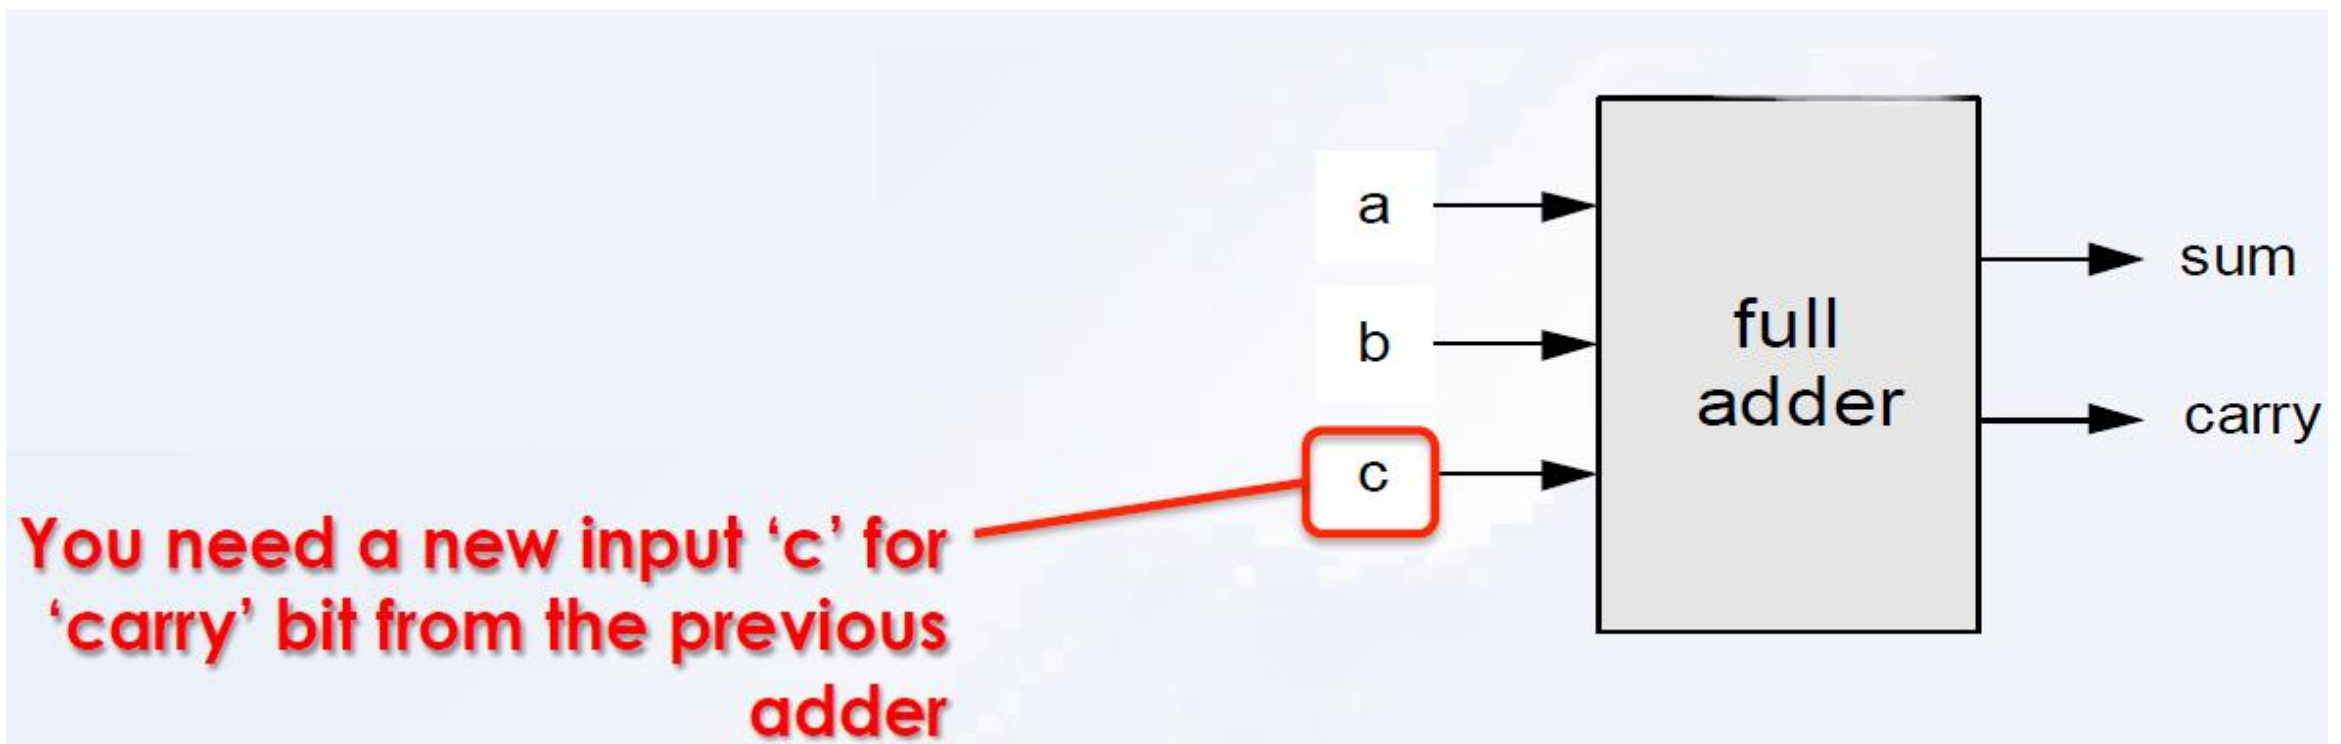 a
sum
b
full
adder
carry
c
You need a new input ‘c’ for
‘carry’ bit from the previous
adder